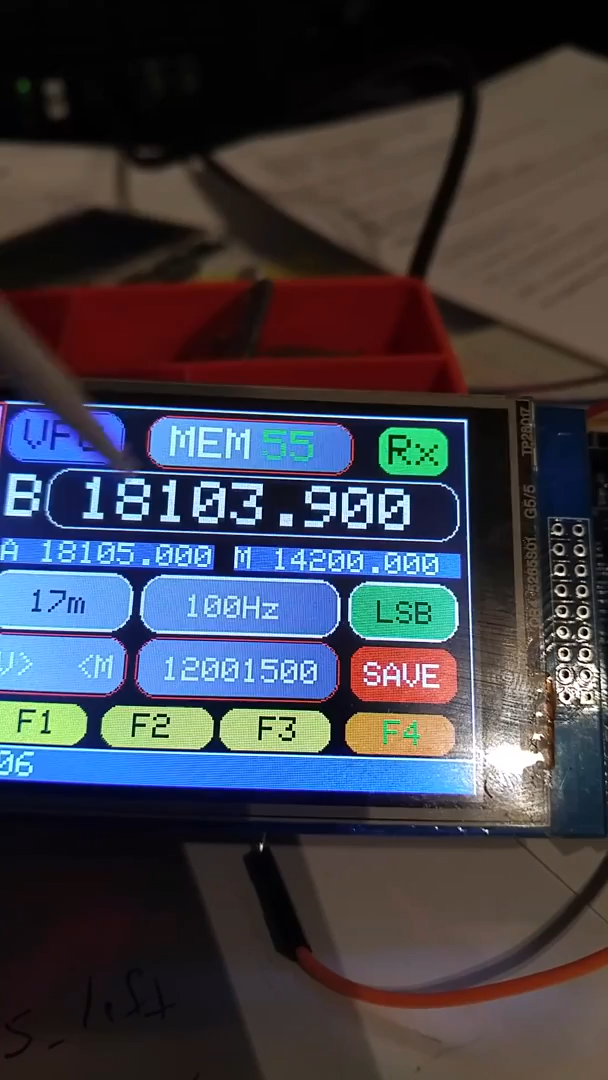 VFO MEM 55 Rx
B 18103.900
A 18105.000 M 14200.000
17m 100Hz LSB
V> <M 12001500 SAVE
F1 F2 F3 F4
06
TP28017